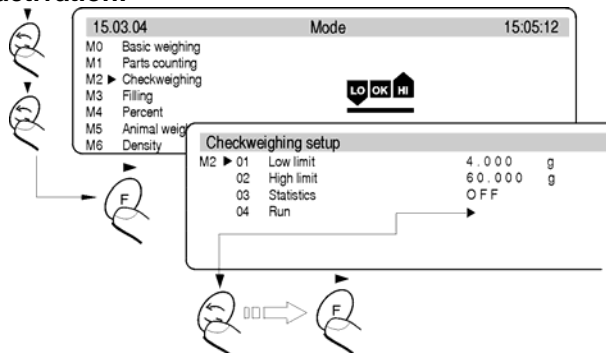 15.03.04 Mode 15:05:12
M0 Basic weighing
M1 Parts counting
M2 ▶ Checkweighing
M3 Filling
M4 Percent
M5 Animal weigh
M6 Density
LO OK HI
Checkweighing setup
M2 ▶ 01 Low limit 4.000 g
02 High limit 60.000 g
03 Statistics OFF
04 Run ▶
F
F